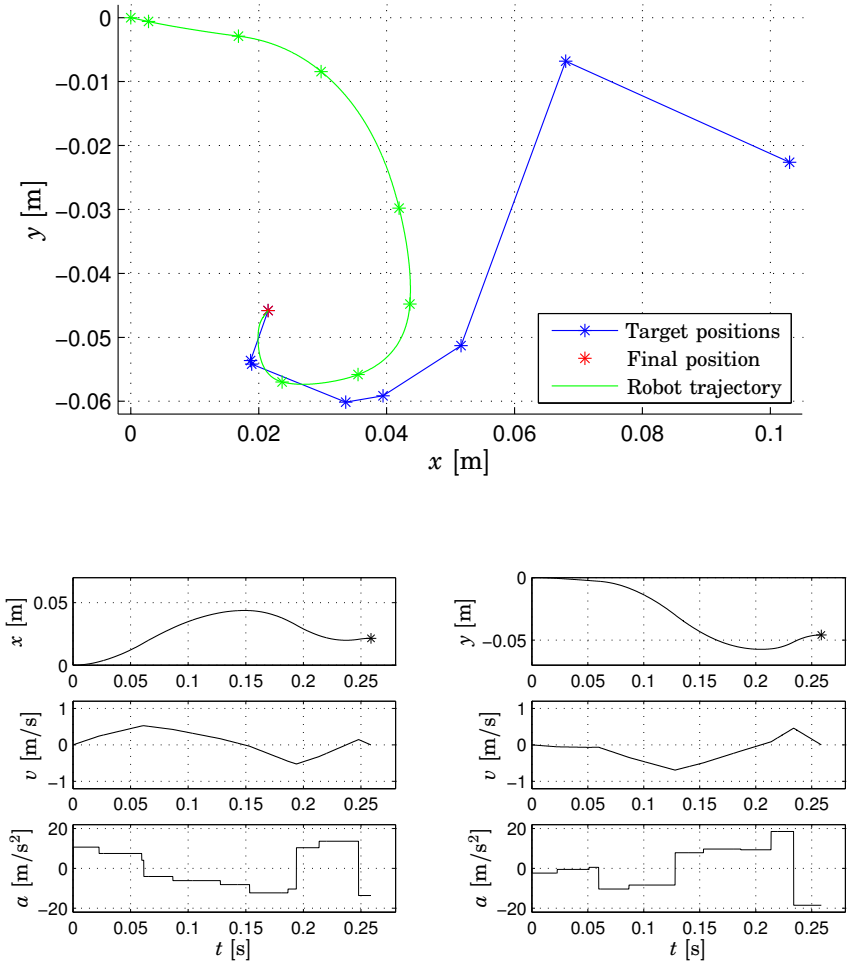 0
−0.01
−0.02
−0.03
−0.04
−0.05
−0.06
y [m]
0 0.02 0.04 0.06 0.08 0.1
x [m]
Target positions
Final position
Robot trajectory
0.05
0
x [m]
0 0.05 0.1 0.15 0.2 0.25
0
−0.05
y [m]
0 0.05 0.1 0.15 0.2 0.25
1
0
−1
v [m/s]
0 0.05 0.1 0.15 0.2 0.25
1
0
−1
v [m/s]
0 0.05 0.1 0.15 0.2 0.25
20
0
−20
a [m/s²]
0 0.05 0.1 0.15 0.2 0.25
t [s]
20
0
−20
a [m/s²]
0 0.05 0.1 0.15 0.2 0.25
t [s]